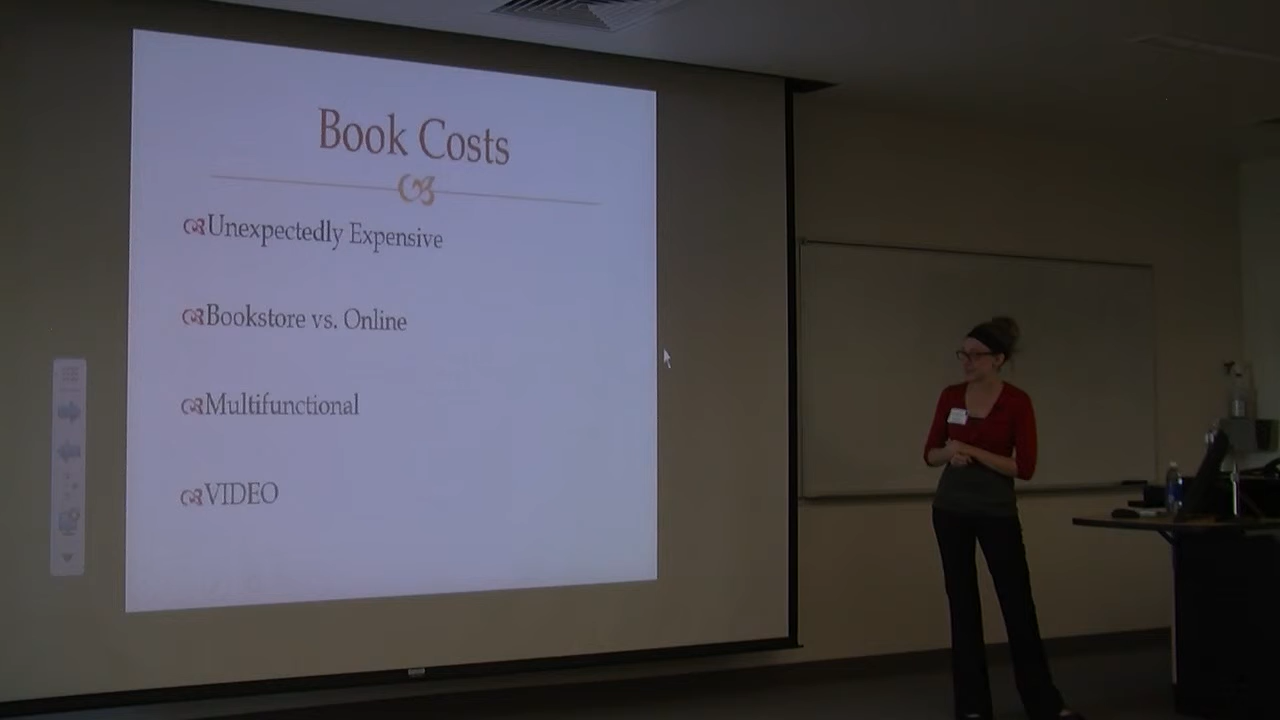 Book Costs
Unexpectedly Expensive
Bookstore vs. Online
Multifunctional
VIDEO